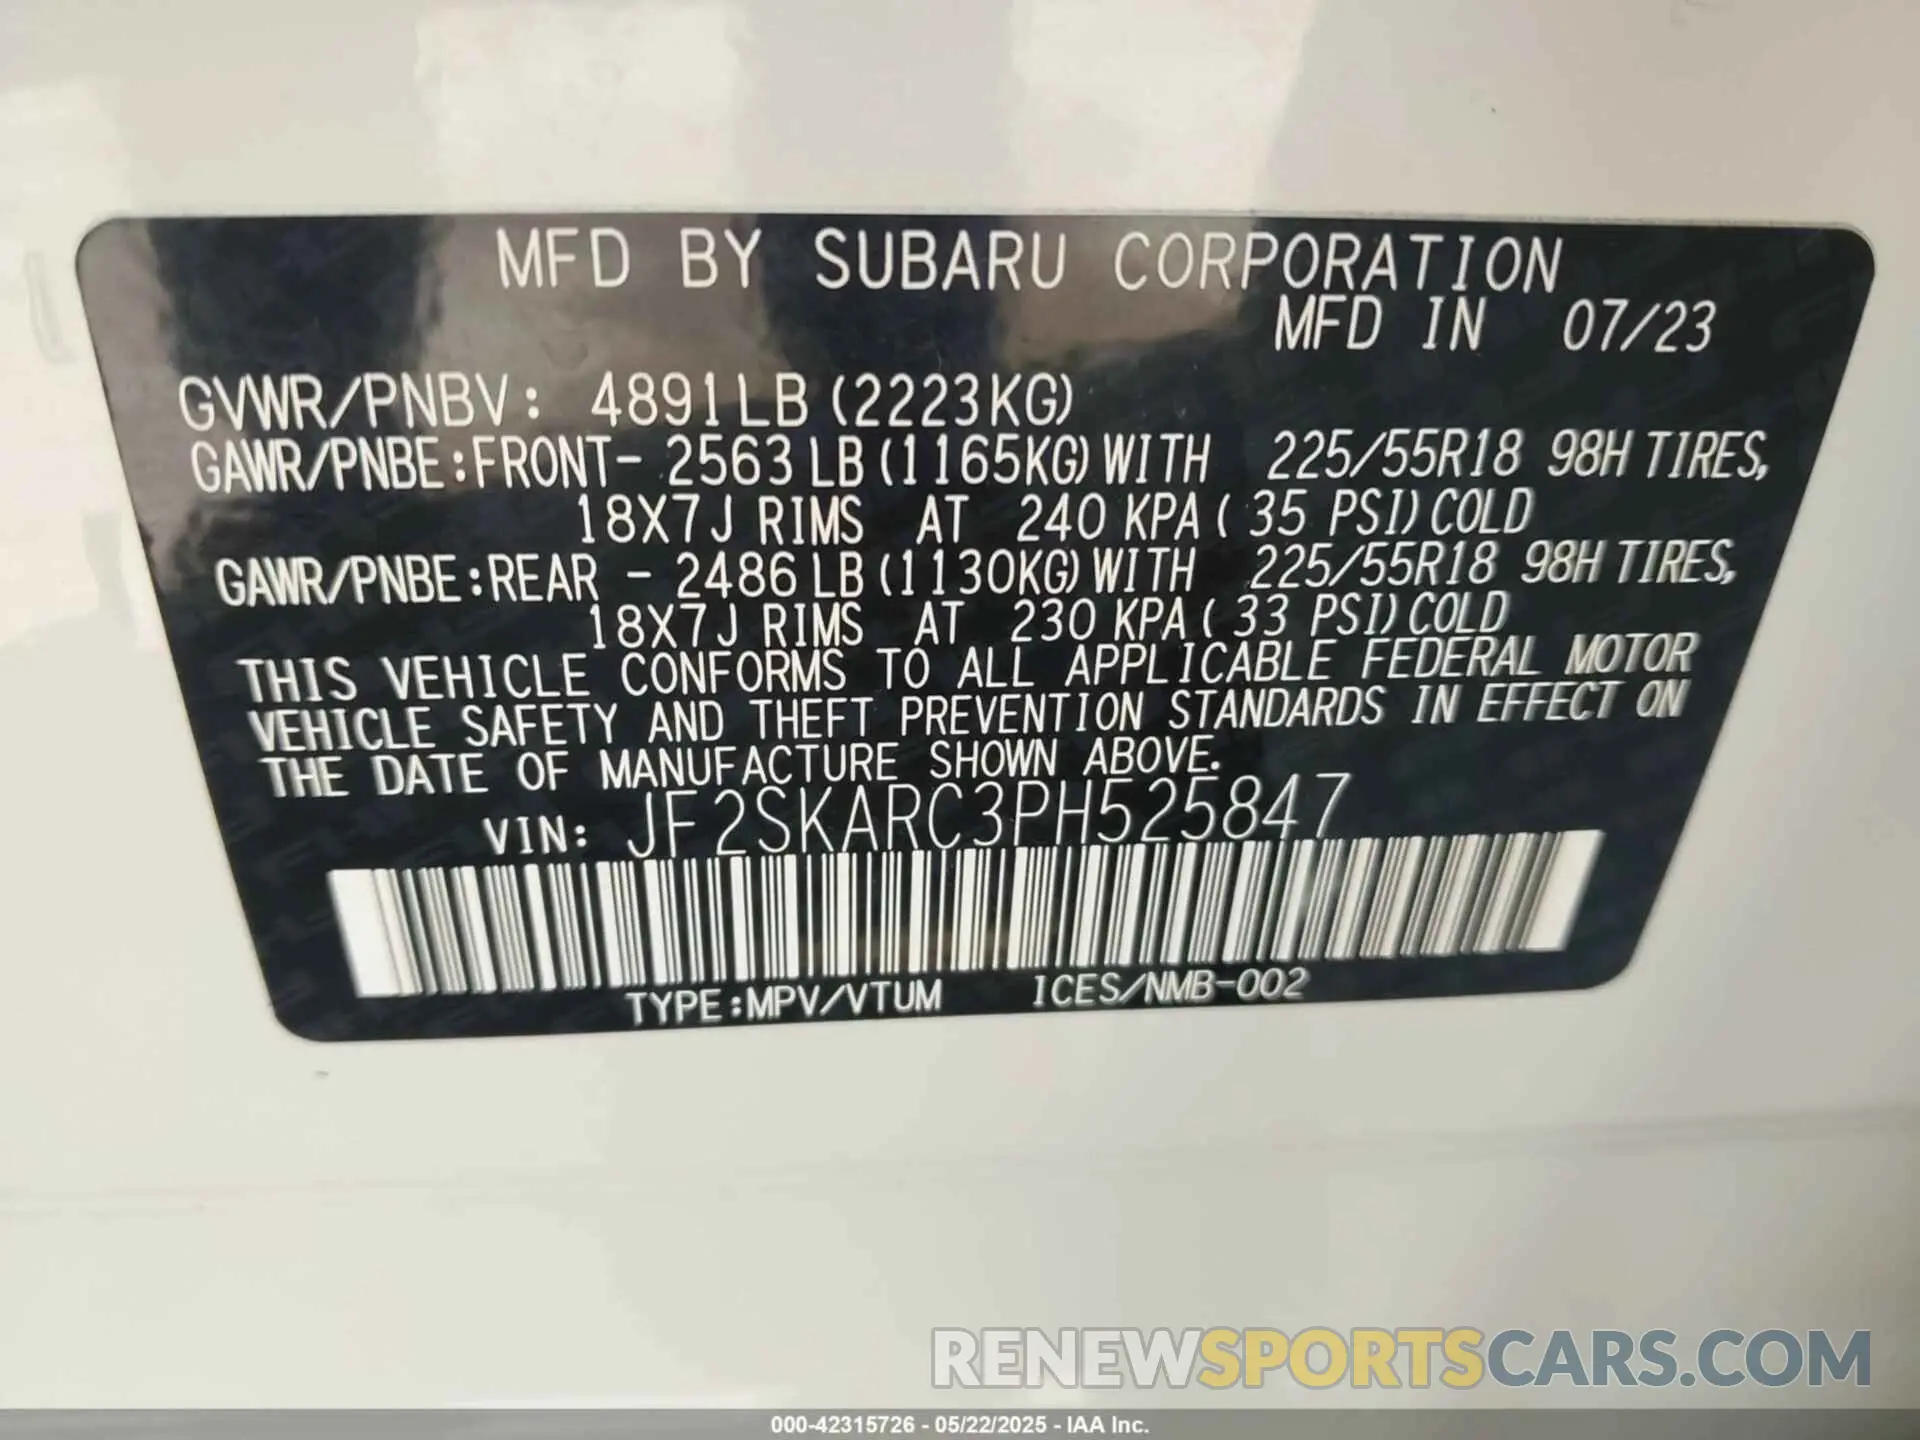 MFD BY SUBARU CORPORATION
MFD IN 07/23
GVWR/PNBV: 4891LB (2223KG)
GAWR/PNBE:FRONT- 2563 LB (1165KG) WITH 225/55R18 98H TIRES,
18X7J RIMS AT 240 KPA ( 35 PSI) COLD
GAWR/PNBE:REAR - 2486 LB (1130KG) WITH 225/55R18 98H TIRES,
18X7J RIMS AT 230 KPA ( 33 PSI) COLD
THIS VEHICLE CONFORMS TO ALL APPLICABLE FEDERAL MOTOR
VEHICLE SAFETY AND THEFT PREVENTION STANDARDS IN EFFECT ON
THE DATE OF MANUFACTURE SHOWN ABOVE.
VIN: JF2SKARC3PH525847
TYPE:MPV/VTUM ICES/NMB-002
RENEWSPORTSCARS.COM
000-42315726 - 05/22/2025 - IAA Inc.